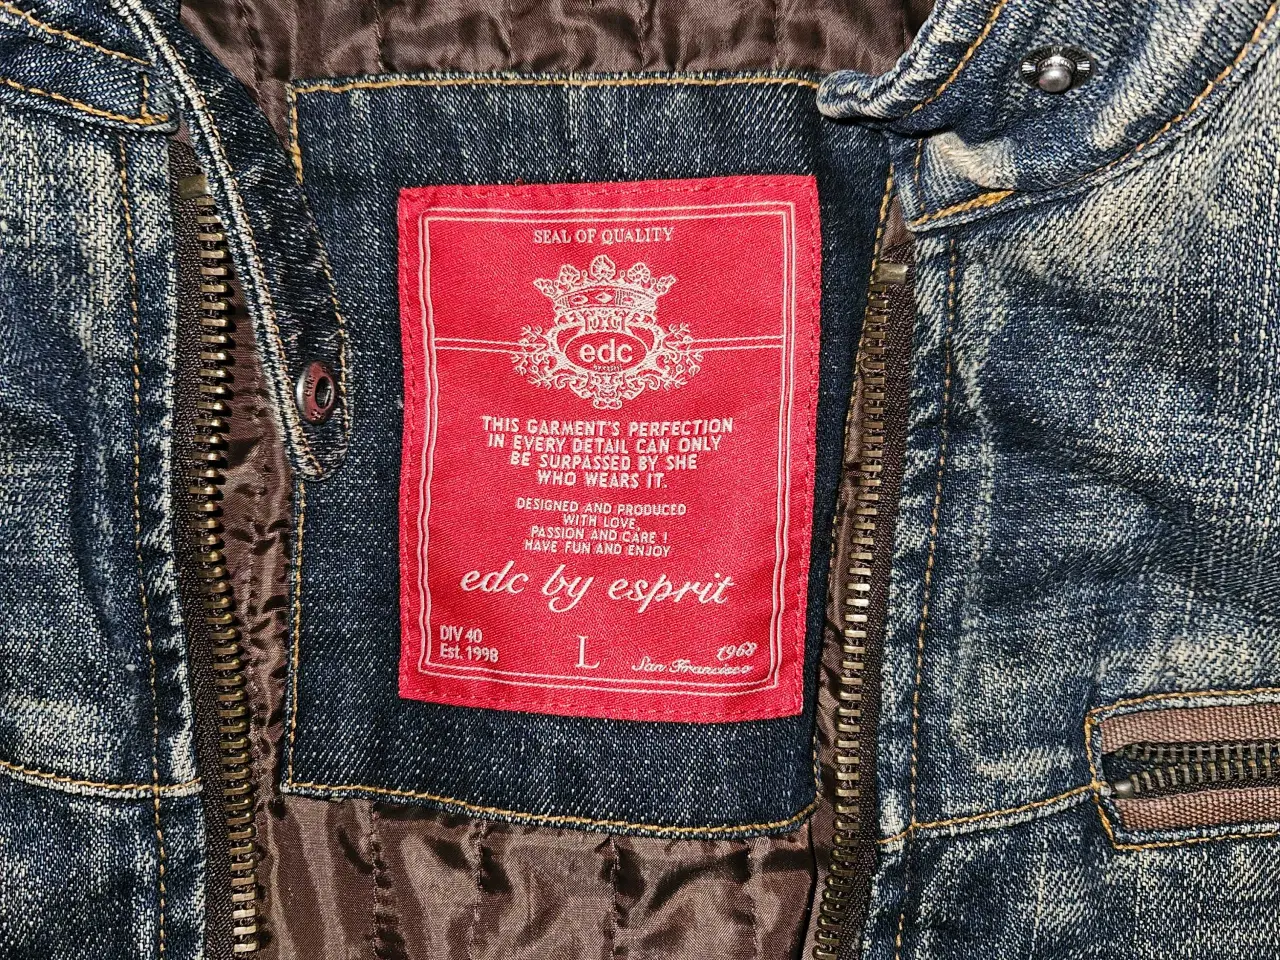 SEAL OF QUALITY
edc
THIS GARMENT'S PERFECTION
IN EVERY DETAIL CAN ONLY
BE SURPASSED BY SHE
WHO WEARS IT.
DESIGNED AND PRODUCED
WITH LOVE,
PASSION AND CARE !
HAVE FUN AND ENJOY
edc by esprit
DIV 40
Est. 1998
L
1968
San Francisco